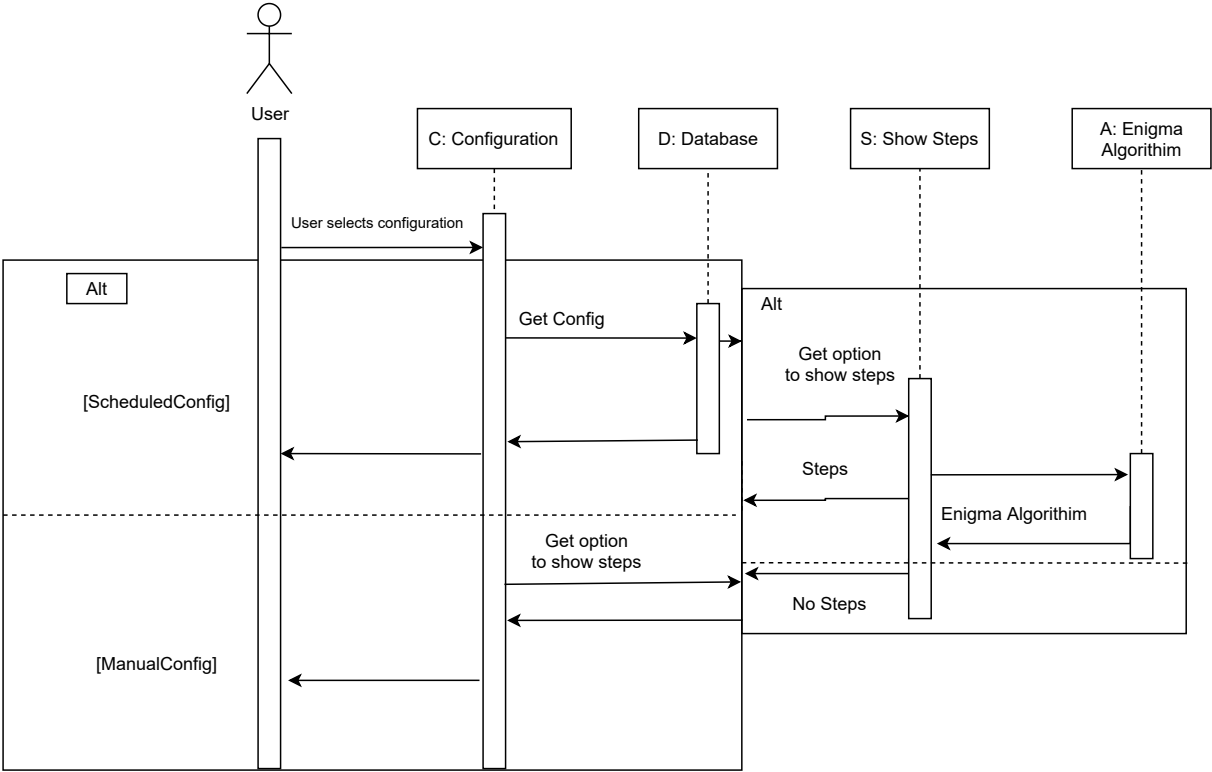 User
C: Configuration
D: Database
S: Show Steps
A: Enigma
Algorithim
User selects configuration
Alt
Alt
Get Config
Get option
to show steps
[ScheduledConfig]
Steps
Enigma Algorithim
Get option
to show steps
No Steps
[ManualConfig]